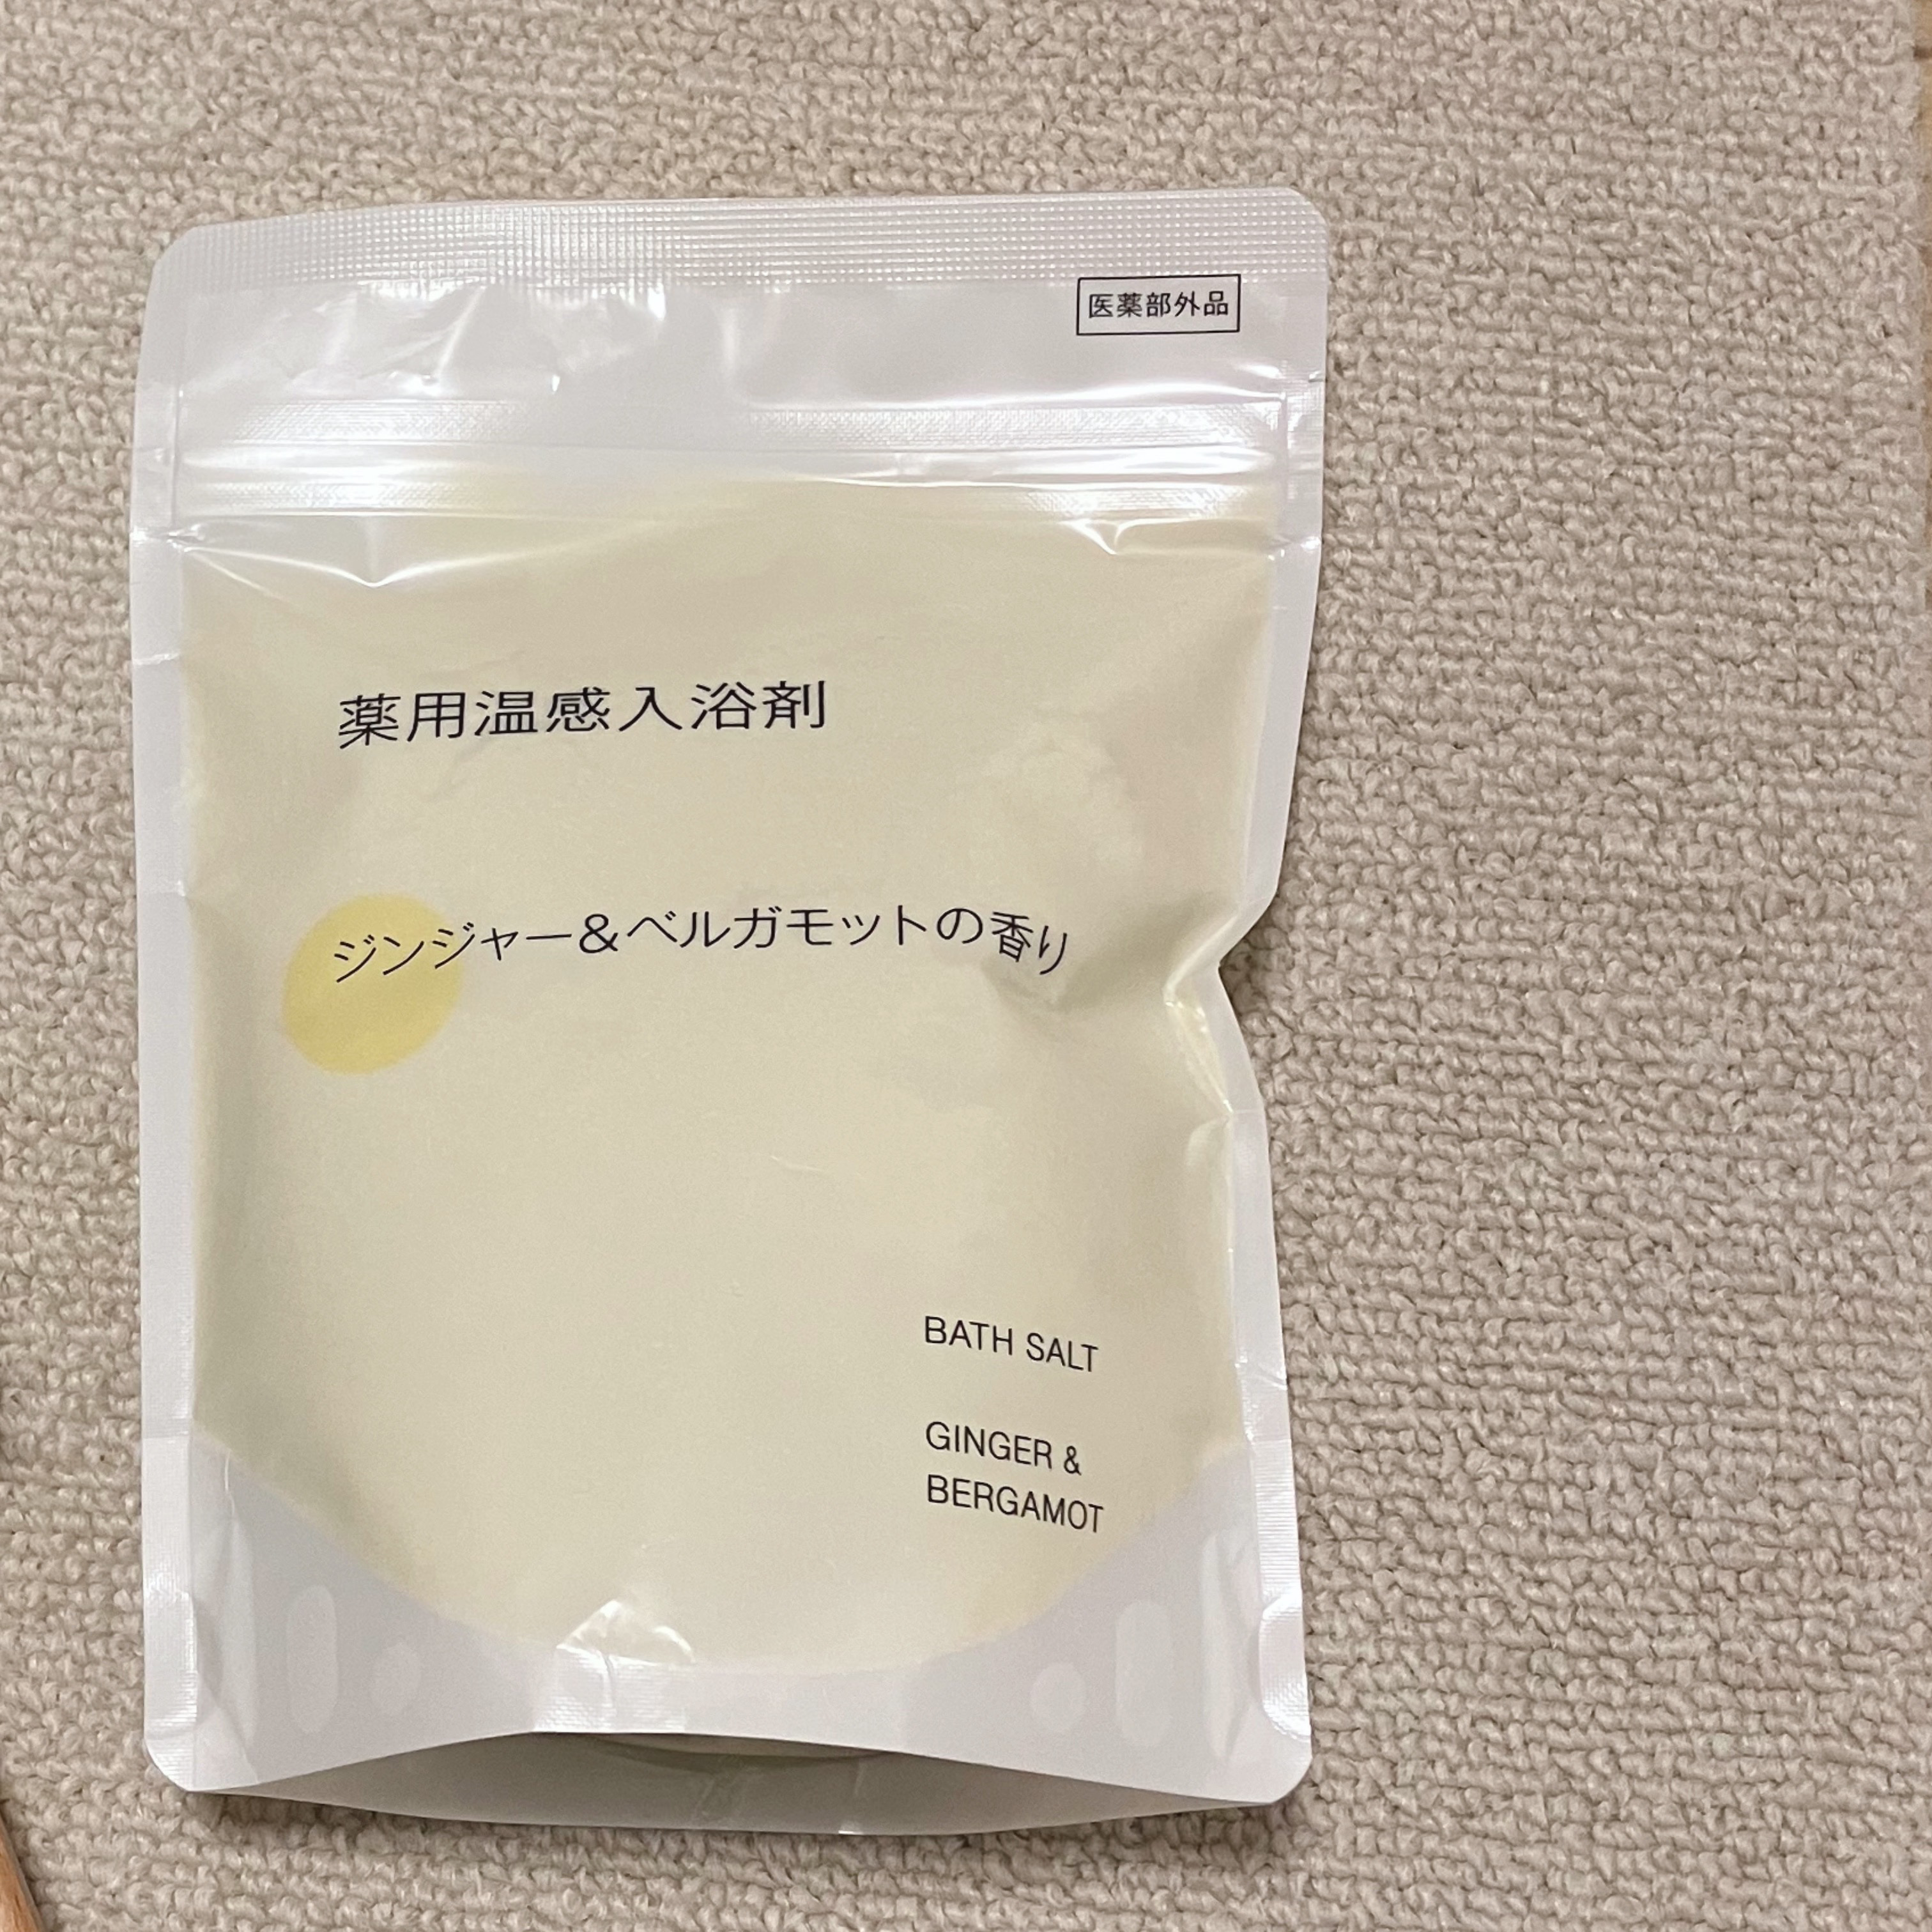 医薬部外品
薬用温感入浴剤
ジンジャー&ベルガモットの香り
BATH SALT
GINGER &
BERGAMOT